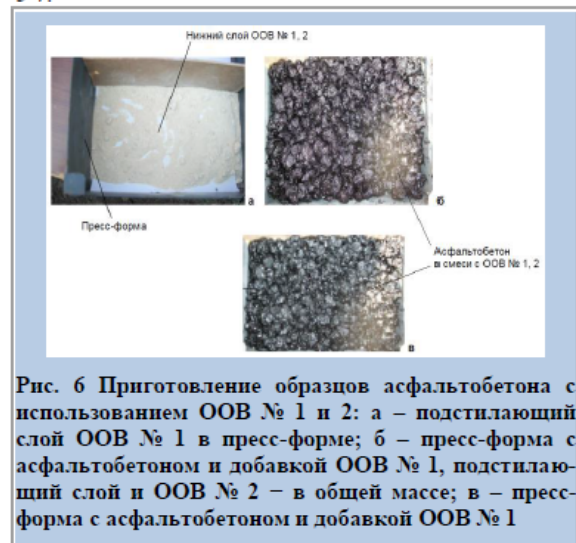 Нижний слой ООВ № 1, 2
а
б
Пресс-форма
Асфальтобетон
в смеси с ООВ № 1, 2
в
Рис. 6 Приготовление образцов асфальтобетона с
использованием ООВ № 1 и 2: а – подстилающий
слой ООВ № 1 в пресс-форме; б – пресс-форма с
асфальтобетоном и добавкой ООВ № 1, подстилаю-
щий слой и ООВ № 2 − в общей массе; в – пресс-
форма с асфальтобетоном и добавкой ООВ № 1